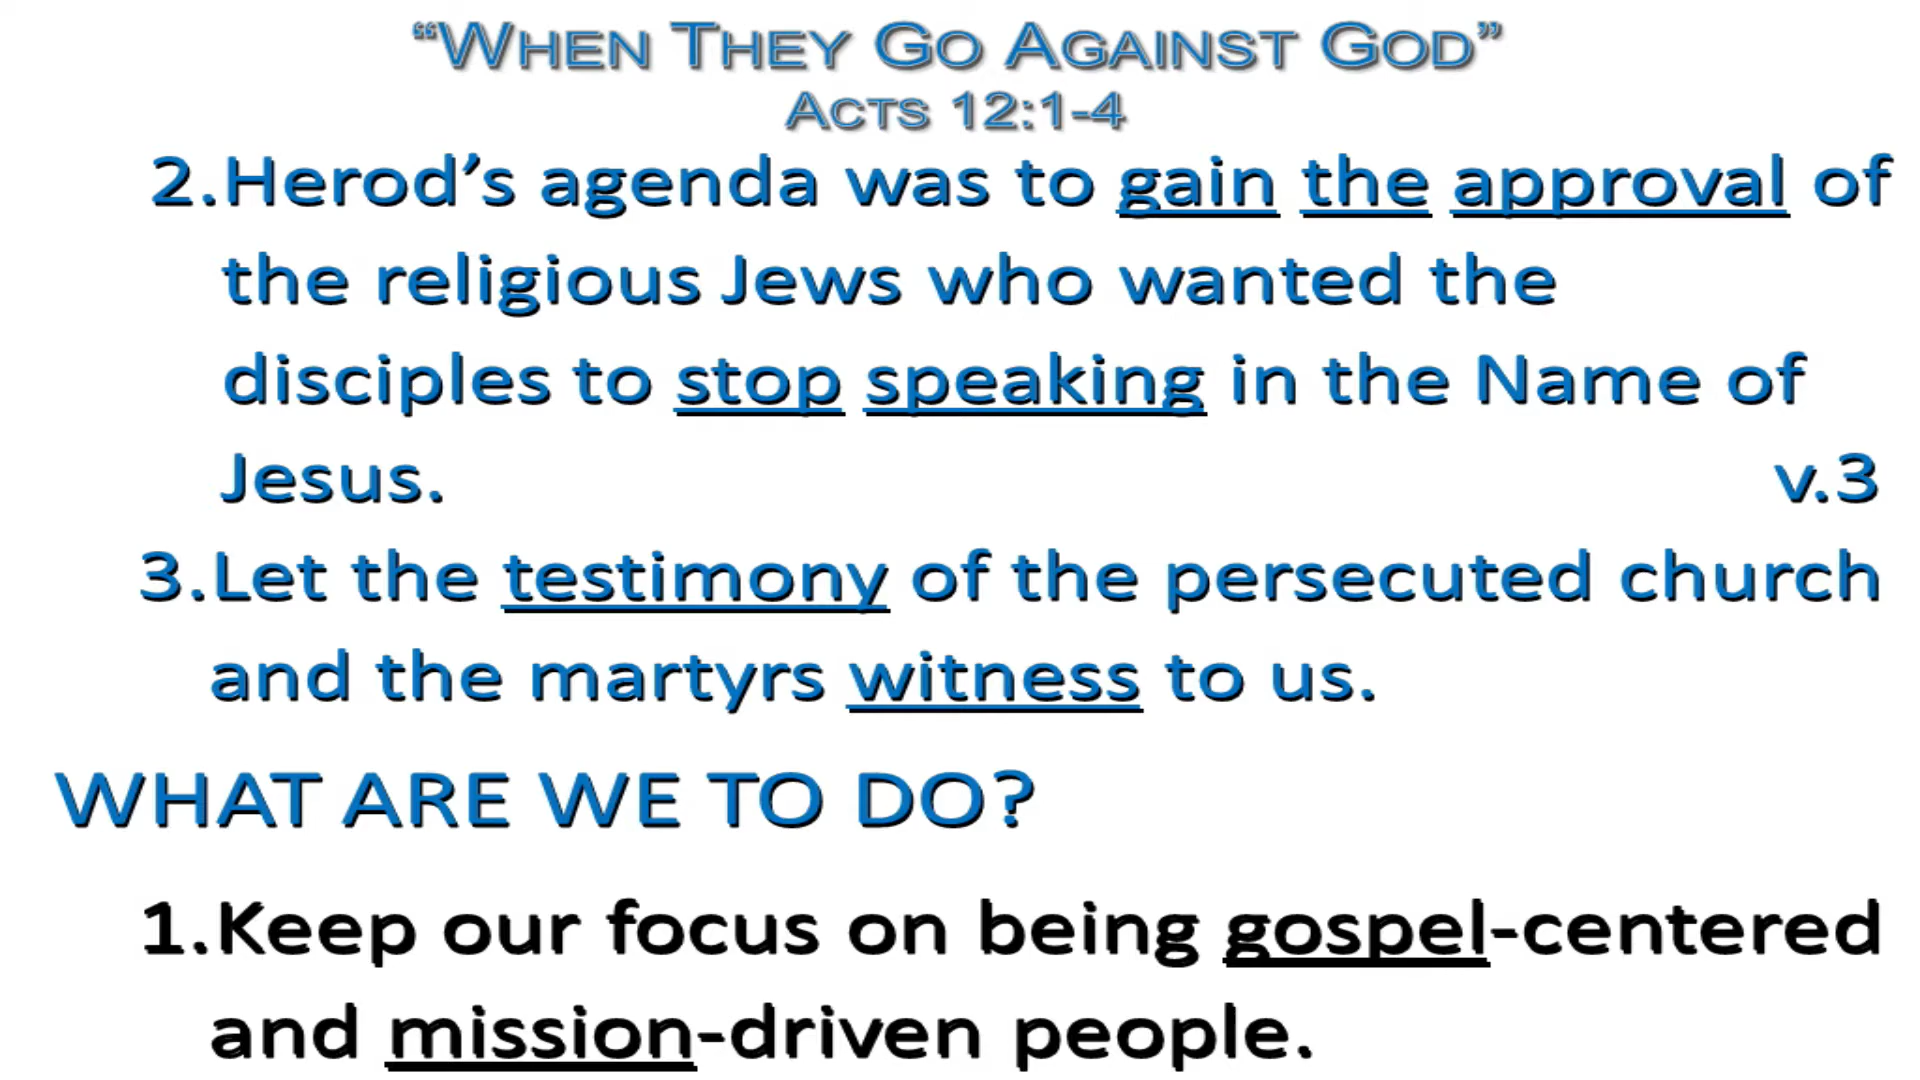 “When They Go Against God”
Acts 12:1-4
2.Herod’s agenda was to gain the approval of
the religious Jews who wanted the
disciples to stop speaking in the Name of
Jesus. v.3
3.Let the testimony of the persecuted church
and the martyrs witness to us.
WHAT ARE WE TO DO?
1.Keep our focus on being gospel-centered
and mission-driven people.